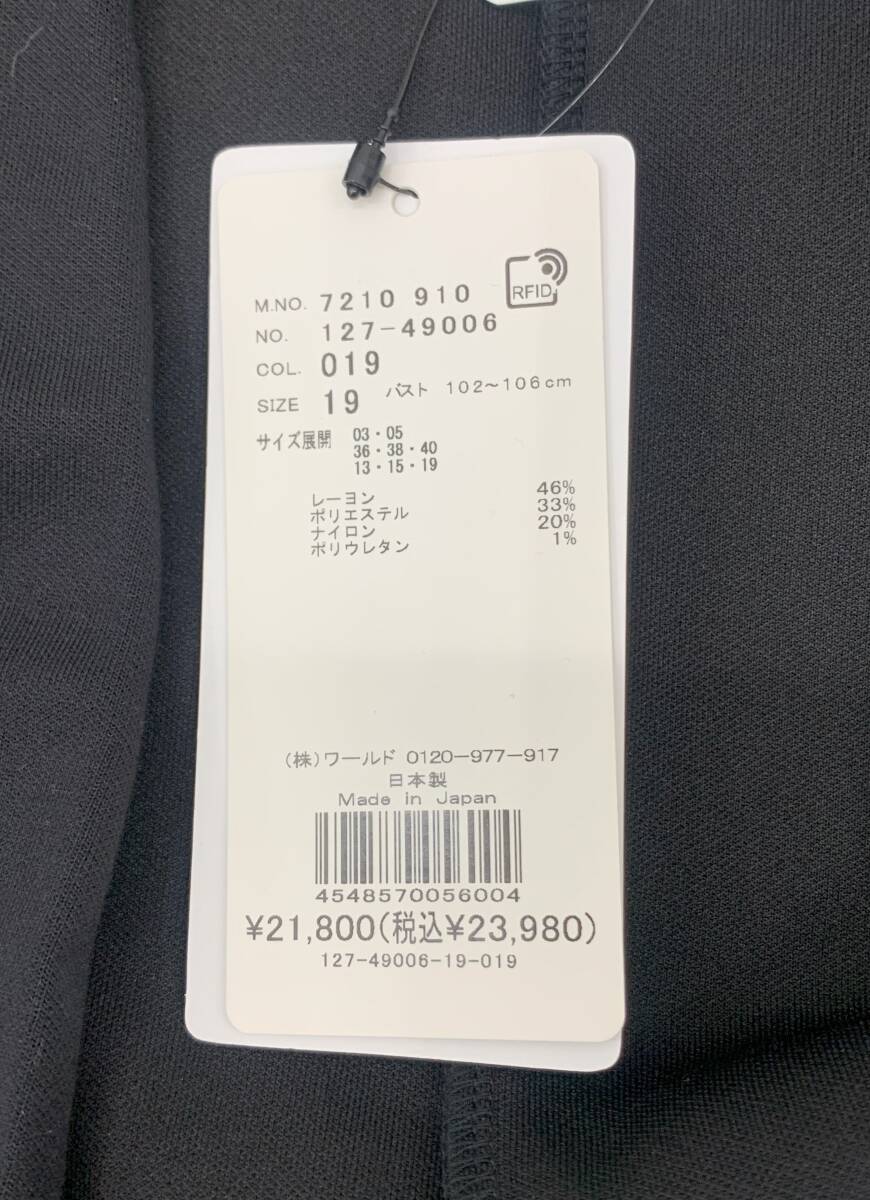 RFID
M.NO. 7210 910
NO. 127-49006
COL. 019
SIZE 19 バスト 102~106cm
サイズ展開 03・05
36・38・40
13・15・19
レーヨン 46%
ポリエステル 33%
ナイロン 20%
ポリウレタン 1%
(株)ワールド 0120-977-917
日本製
Made in Japan
4548570056004
¥21,800(税込¥23,980)
127-49006-19-019